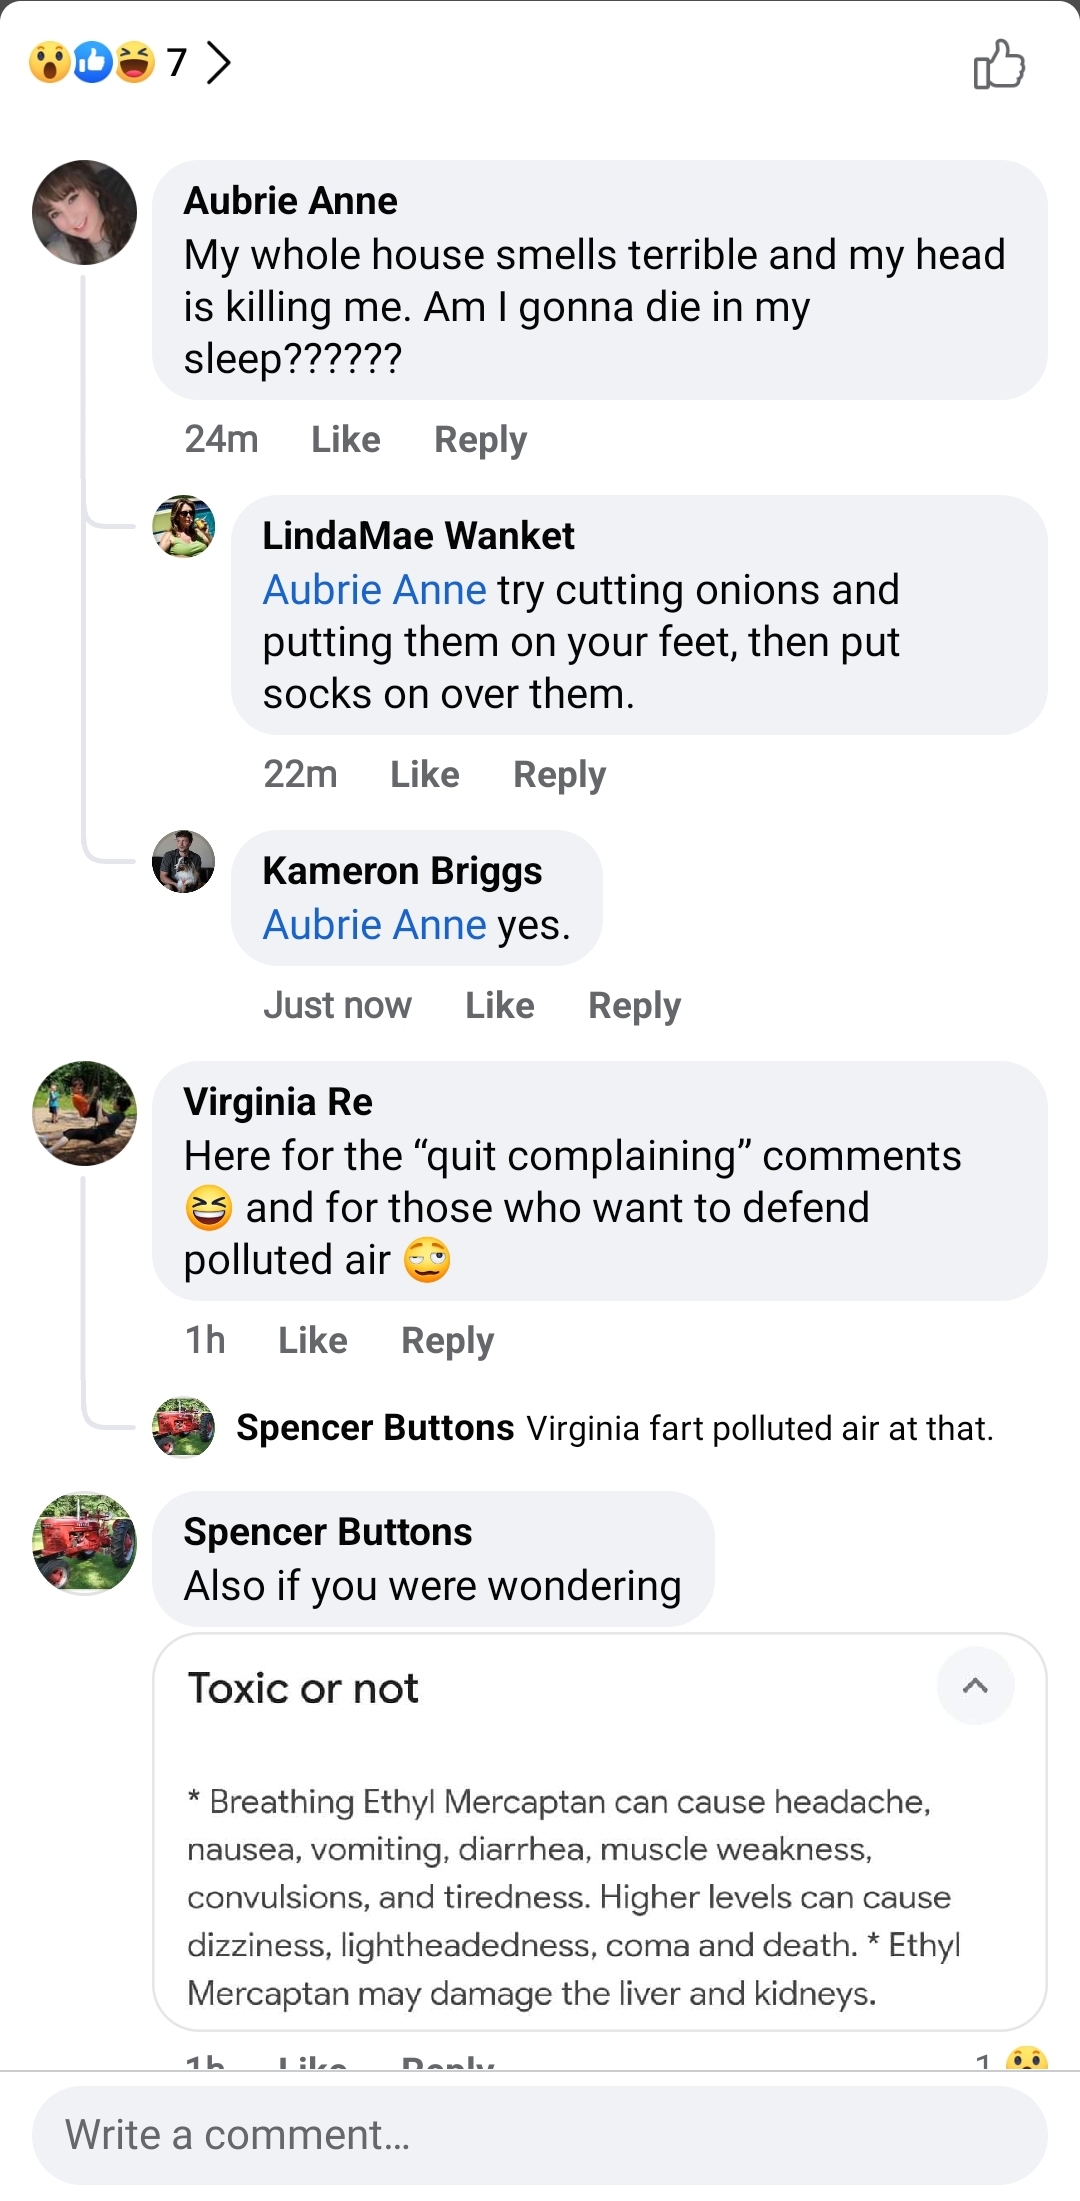 7
Aubrie Anne
My whole house smells terrible and my head
is killing me. Am I gonna die in my
sleep??????
24m Like Reply
LindaMae Wanket
Aubrie Anne try cutting onions and
putting them on your feet, then put
socks on over them.
22m Like Reply
Kameron Briggs
Aubrie Anne yes.
Just now Like Reply
Virginia Re
Here for the “quit complaining” comments
😆 and for those who want to defend
polluted air 🥴
1h Like Reply
Spencer Buttons Virginia fart polluted air at that.
Spencer Buttons
Also if you were wondering
Toxic or not
* Breathing Ethyl Mercaptan can cause headache,
nausea, vomiting, diarrhea, muscle weakness,
convulsions, and tiredness. Higher levels can cause
dizziness, lightheadedness, coma and death. * Ethyl
Mercaptan may damage the liver and kidneys.
1h Like Reply 1
Write a comment...